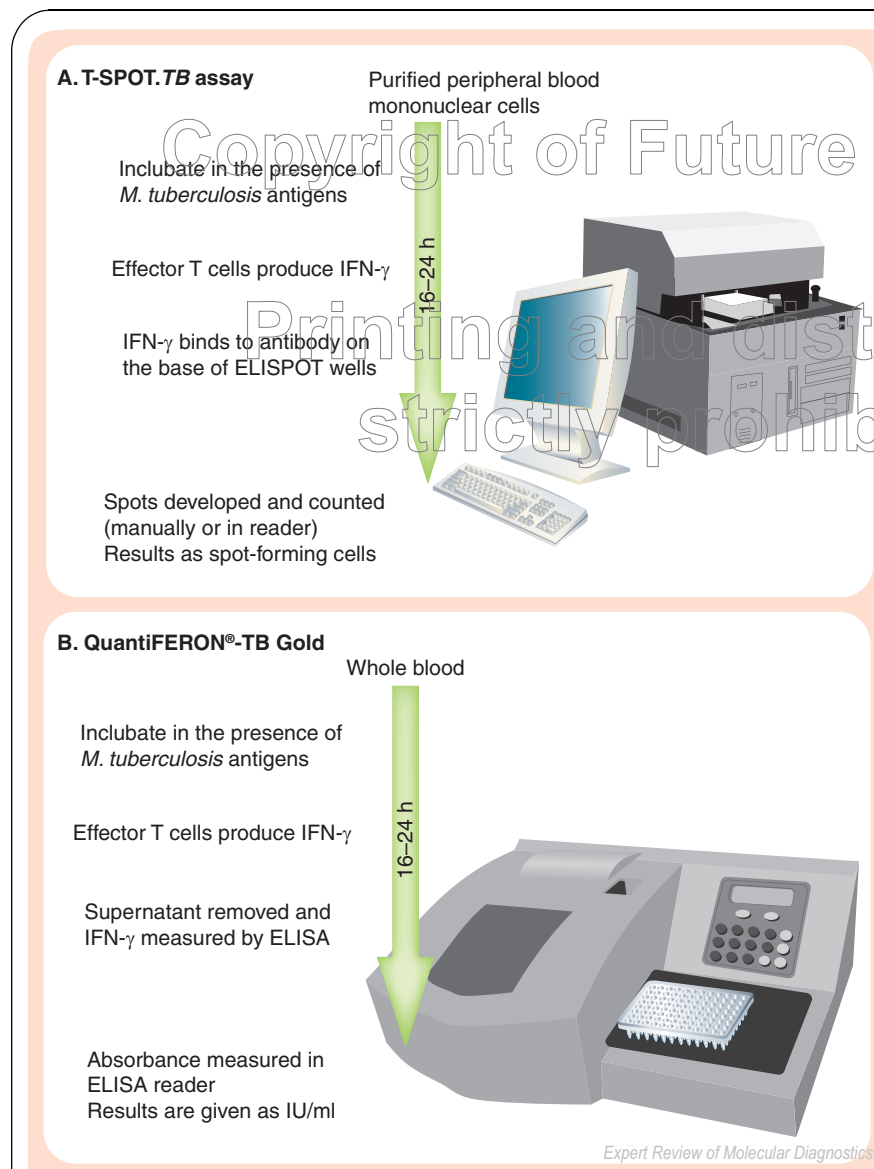 A. T-SPOT.TB assay
Purified peripheral blood
mononuclear cells
Copyright of Future
Inclubate in the presence of
M. tuberculosis antigens
Effector T cells produce IFN-γ
16–24 h
Printing and dist
IFN-γ binds to antibody on
the base of ELISPOT wells
strictly prohib
Spots developed and counted
(manually or in reader)
Results as spot-forming cells
B. QuantiFERON®-TB Gold
Whole blood
Inclubate in the presence of
M. tuberculosis antigens
Effector T cells produce IFN-γ
16–24 h
Supernatant removed and
IFN-γ measured by ELISA
Absorbance measured in
ELISA reader
Results are given as IU/ml
Expert Review of Molecular Diagnostics